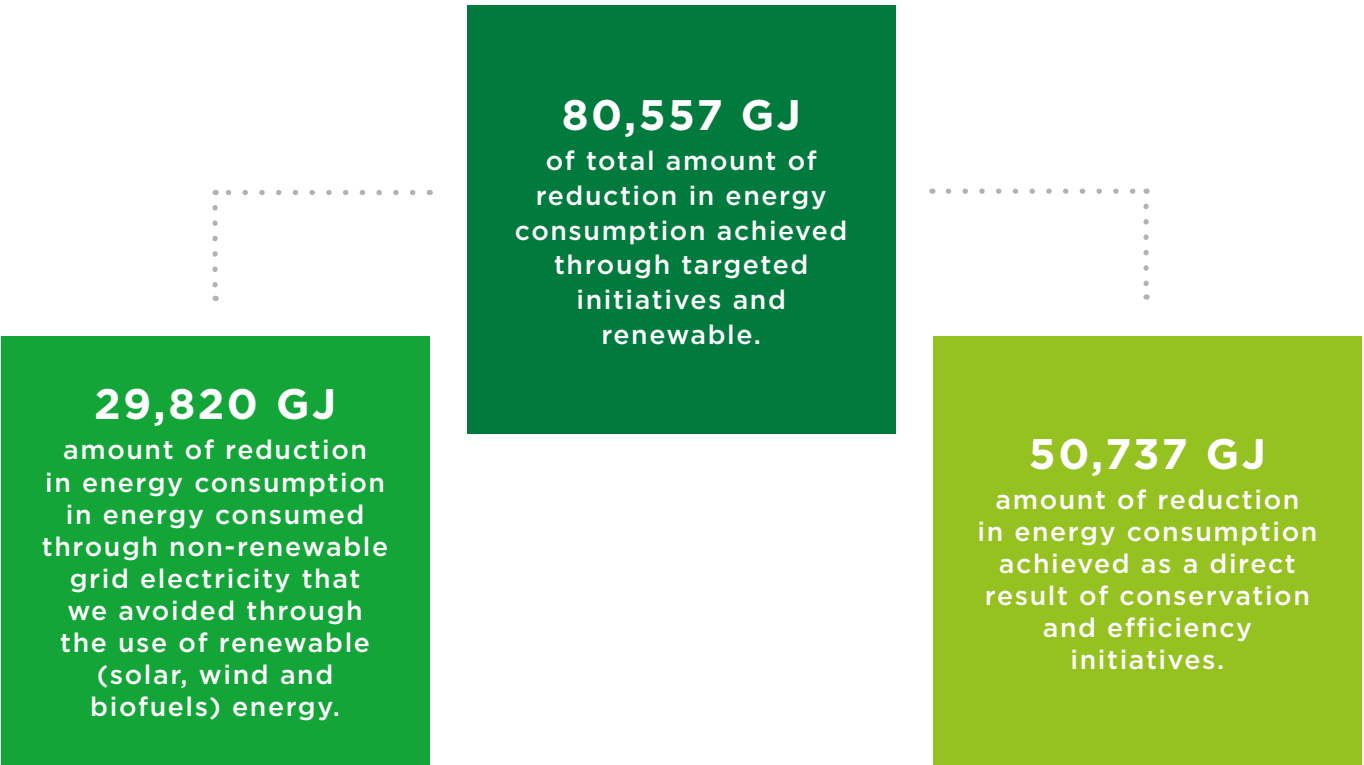 80,557 GJ
of total amount of
reduction in energy
consumption achieved
through targeted
initiatives and
renewable.
29,820 GJ
amount of reduction
in energy consumption
in energy consumed
through non-renewable
grid electricity that
we avoided through
the use of renewable
(solar, wind and
biofuels) energy.
50,737 GJ
amount of reduction
in energy consumption
achieved as a direct
result of conservation
and efficiency
initiatives.